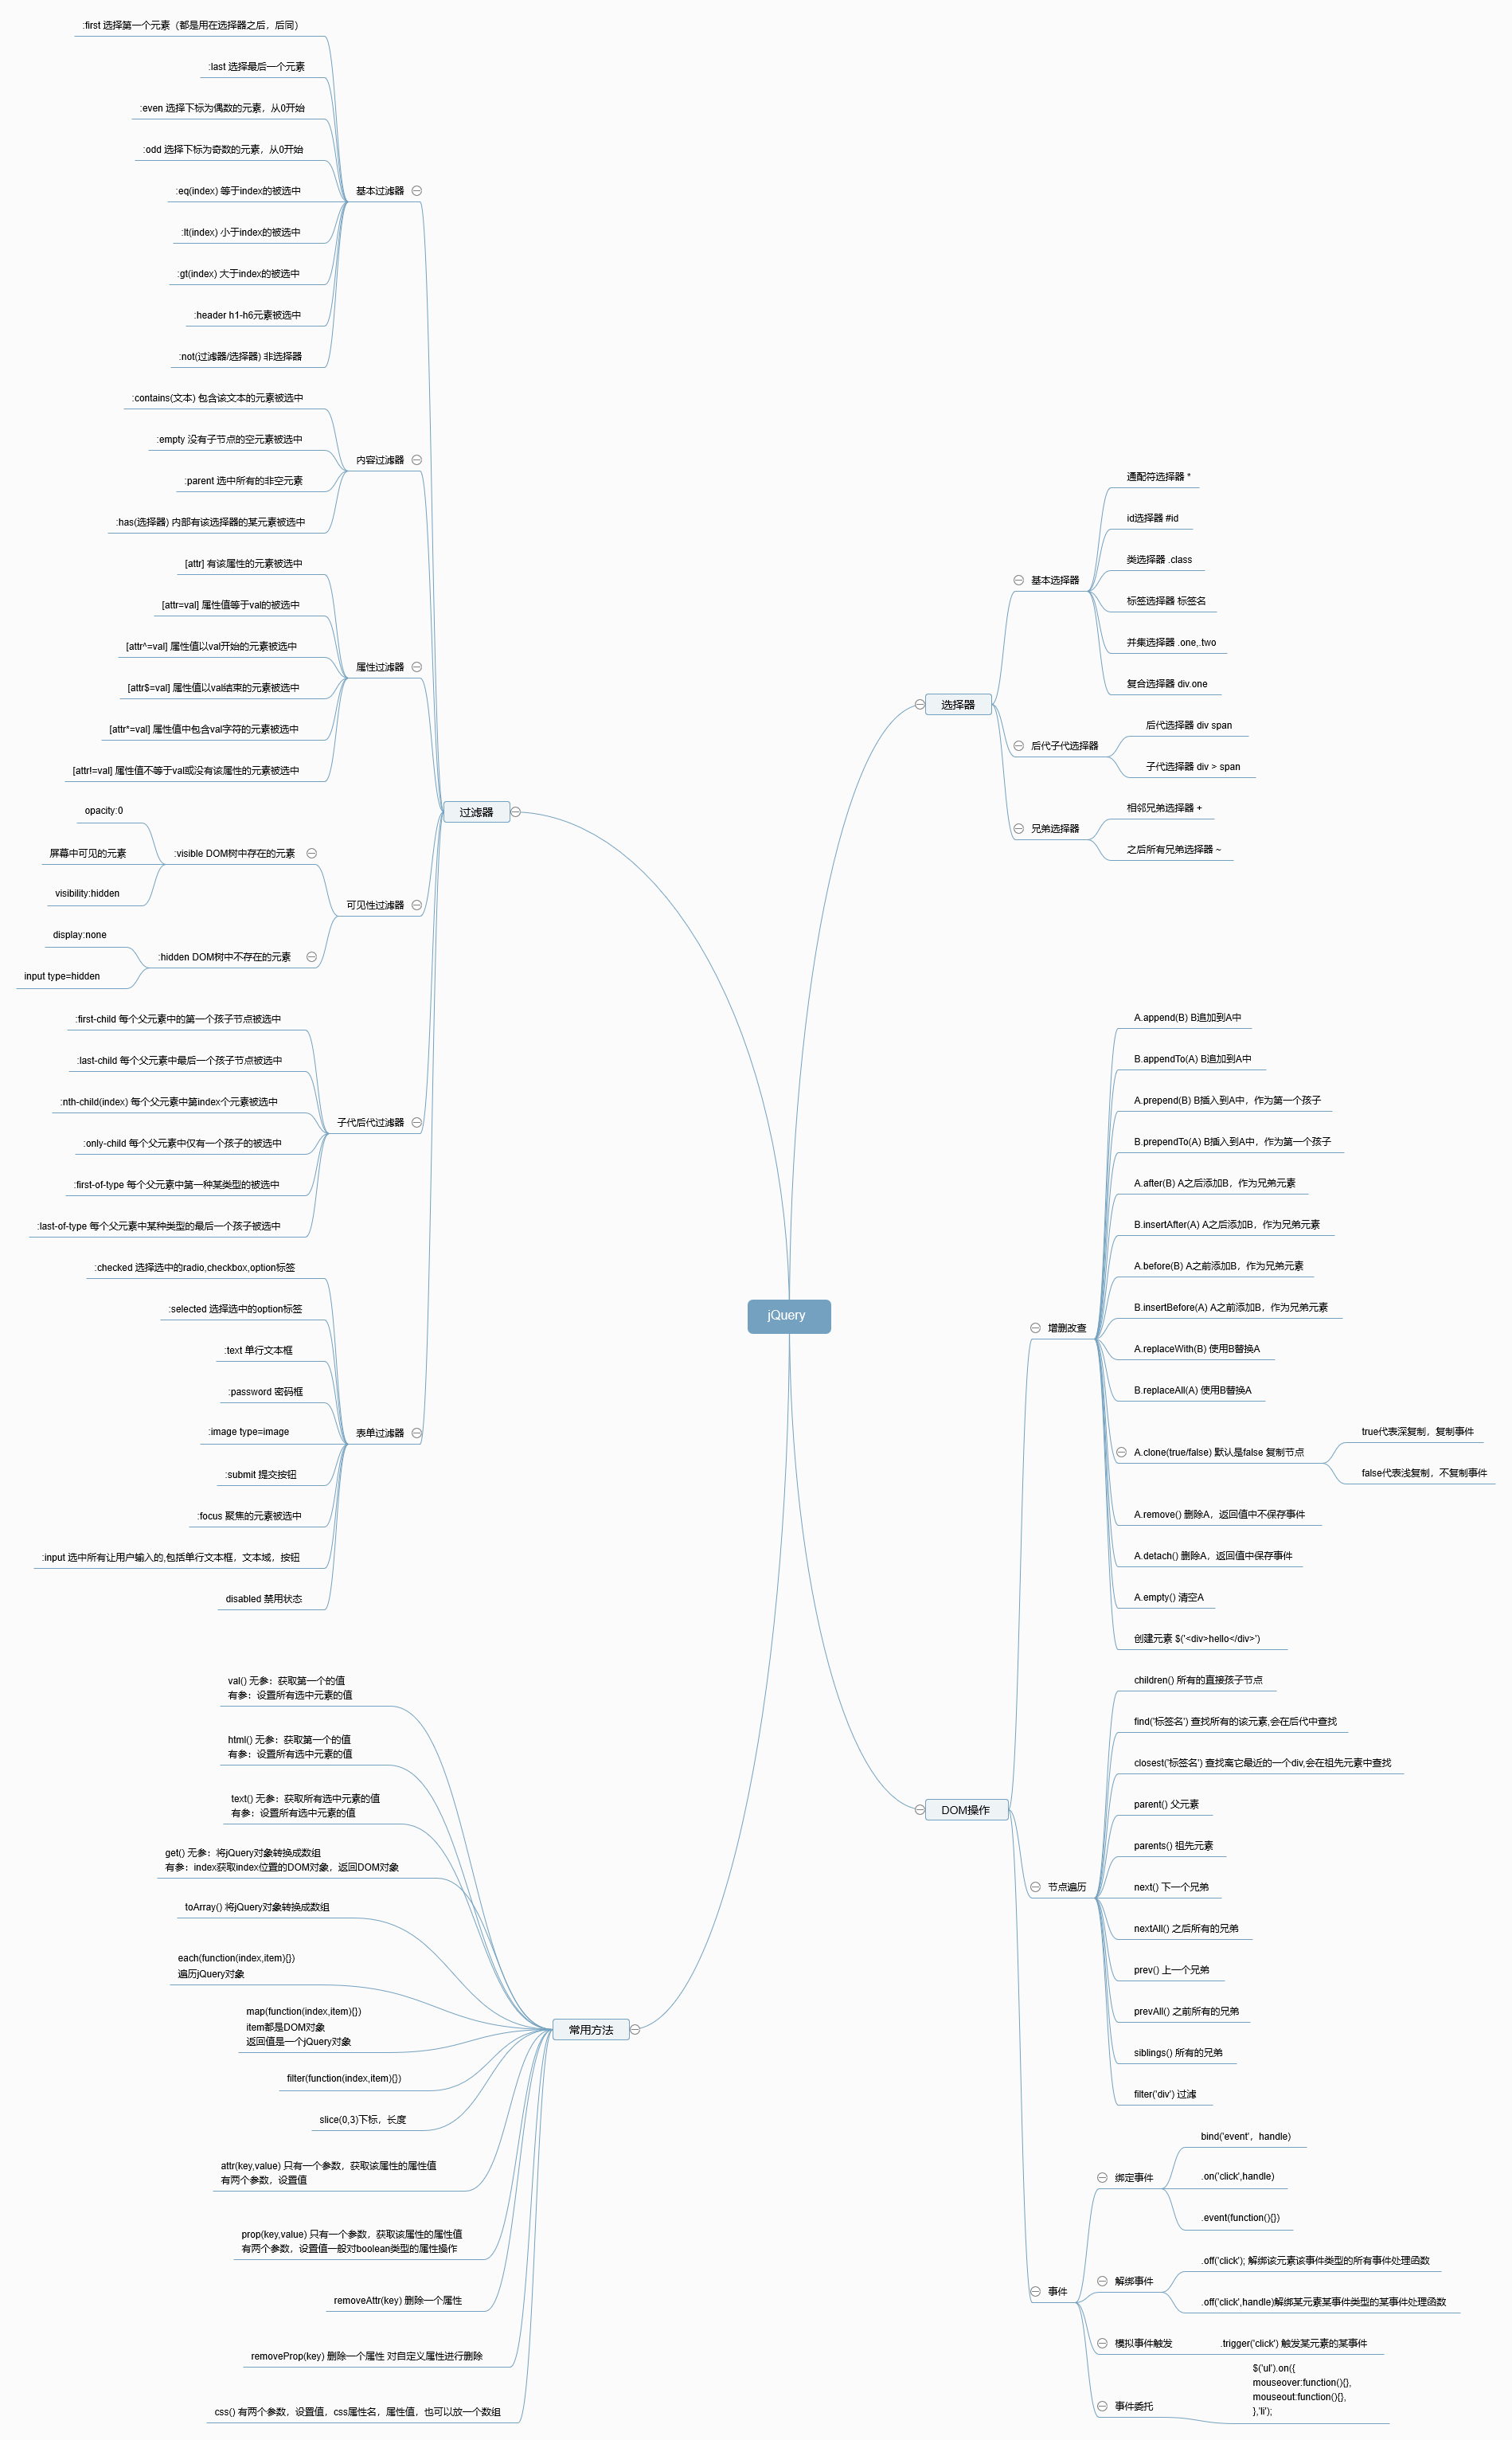 jQuery
选择器
基本选择器
通配符选择器 *
id选择器 #id
类选择器 .class
标签选择器 标签名
并集选择器 .one,.two
复合选择器 div.one
后代子代选择器
后代选择器 div span
子代选择器 div > span
兄弟选择器
相邻兄弟选择器 +
之后所有兄弟选择器 ~
DOM操作
增删改查
A.append(B) B追加到A中
B.appendTo(A) B追加到A中
A.prepend(B) B插入到A中，作为第一个孩子
B.prependTo(A) B插入到A中，作为第一个孩子
A.after(B) A之后添加B，作为兄弟元素
B.insertAfter(A) A之后添加B，作为兄弟元素
A.before(B) A之前添加B，作为兄弟元素
B.insertBefore(A) A之前添加B，作为兄弟元素
A.replaceWith(B) 使用B替换A
B.replaceAll(A) 使用B替换A
A.clone(true/false) 默认是false 复制节点
true代表深复制，复制事件
false代表浅复制，不复制事件
A.remove() 删除A，返回值中不保存事件
A.detach() 删除A，返回值中保存事件
A.empty() 清空A
创建元素 $('<div>hello</div>')
节点遍历
children() 所有的直接孩子节点
find('标签名') 查找所有的该元素,会在后代中查找
closest('标签名') 查找离它最近的一个div,会在祖先元素中查找
parent() 父元素
parents() 祖先元素
next() 下一个兄弟
nextAll() 之后所有的兄弟
prev() 上一个兄弟
prevAll() 之前所有的兄弟
siblings() 所有的兄弟
filter('div') 过滤
事件
绑定事件
bind('event'，handle)
.on('click',handle)
.event(function(){})
解绑事件
.off('click'); 解绑该元素该事件类型的所有事件处理函数
.off('click',handle)解绑某元素某事件类型的某事件处理函数
模拟事件触发
.trigger('click') 触发某元素的某事件
事件委托
$('ul').on({
mouseover:function(){},
mouseout:function(){},
},'li');
过滤器
基本过滤器
:first 选择第一个元素（都是用在选择器之后，后同）
:last 选择最后一个元素
:even 选择下标为偶数的元素，从0开始
:odd 选择下标为奇数的元素，从0开始
:eq(index) 等于index的被选中
:lt(index) 小于index的被选中
:gt(index) 大于index的被选中
:header h1-h6元素被选中
:not(过滤器/选择器) 非选择器
内容过滤器
:contains(文本) 包含该文本的元素被选中
:empty 没有子节点的空元素被选中
:parent 选中所有的非空元素
:has(选择器) 内部有该选择器的某元素被选中
属性过滤器
[attr] 有该属性的元素被选中
[attr=val] 属性值等于val的被选中
[attr^=val] 属性值以val开始的元素被选中
[attr$=val] 属性值以val结束的元素被选中
[attr*=val] 属性值中包含val字符的元素被选中
[attr!=val] 属性值不等于val或没有该属性的元素被选中
可见性过滤器
:visible DOM树中存在的元素
opacity:0
屏幕中可见的元素
visibility:hidden
:hidden DOM树中不存在的元素
display:none
input type=hidden
子代后代过滤器
:first-child 每个父元素中的第一个孩子节点被选中
:last-child 每个父元素中最后一个孩子节点被选中
:nth-child(index) 每个父元素中第index个元素被选中
:only-child 每个父元素中仅有一个孩子的被选中
:first-of-type 每个父元素中第一种某类型的被选中
:last-of-type 每个父元素中某种类型的最后一个孩子被选中
表单过滤器
:checked 选择选中的radio,checkbox,option标签
:selected 选择选中的option标签
:text 单行文本框
:password 密码框
:image type=image
:submit 提交按钮
:focus 聚焦的元素被选中
:input 选中所有让用户输入的,包括单行文本框，文本域，按钮
disabled 禁用状态
常用方法
val() 无参：获取第一个的值
有参：设置所有选中元素的值
html() 无参：获取第一个的值
有参：设置所有选中元素的值
text() 无参：获取所有选中元素的值
有参：设置所有选中元素的值
get() 无参：将jQuery对象转换成数组
有参：index获取index位置的DOM对象，返回DOM对象
toArray() 将jQuery对象转换成数组
each(function(index,item){})
遍历jQuery对象
map(function(index,item){})
item都是DOM对象
返回值是一个jQuery对象
filter(function(index,item){})
slice(0,3)下标，长度
attr(key,value) 只有一个参数，获取该属性的属性值
有两个参数，设置值
prop(key,value) 只有一个参数，获取该属性的属性值
有两个参数，设置值一般对boolean类型的属性操作
removeAttr(key) 删除一个属性
removeProp(key) 删除一个属性 对自定义属性进行删除
css() 有两个参数，设置值，css属性名，属性值，也可以放一个数组